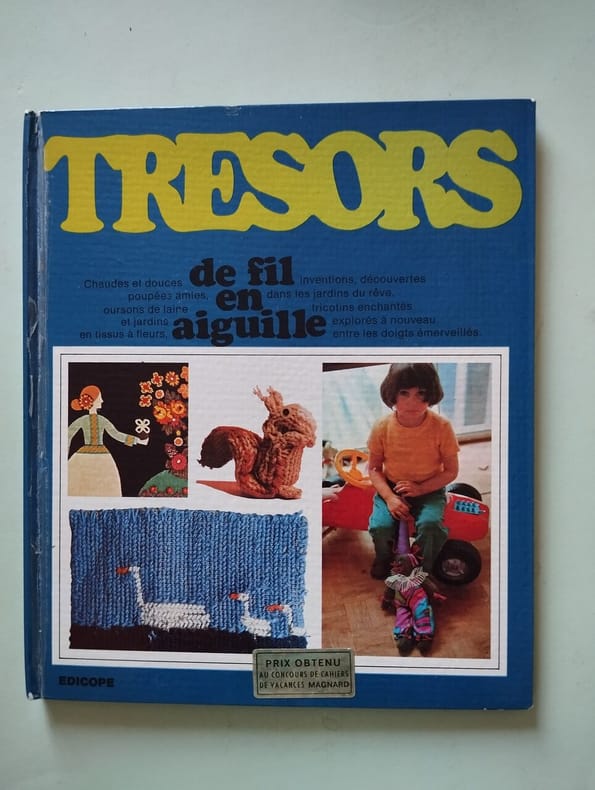 TRESORS
Chaudes et douces de fil inventions, découvertes
poupées amies, en dans les jardins du rêve,
oursons de laine tricotins enchantés
et jardins aiguille explorés à nouveau
en tissus à fleurs, entre les doigts émerveillés.
PRIX OBTENU
AU CONCOURS DE CAHIERS
DE VACANCES MAGNARD
EDICOPE